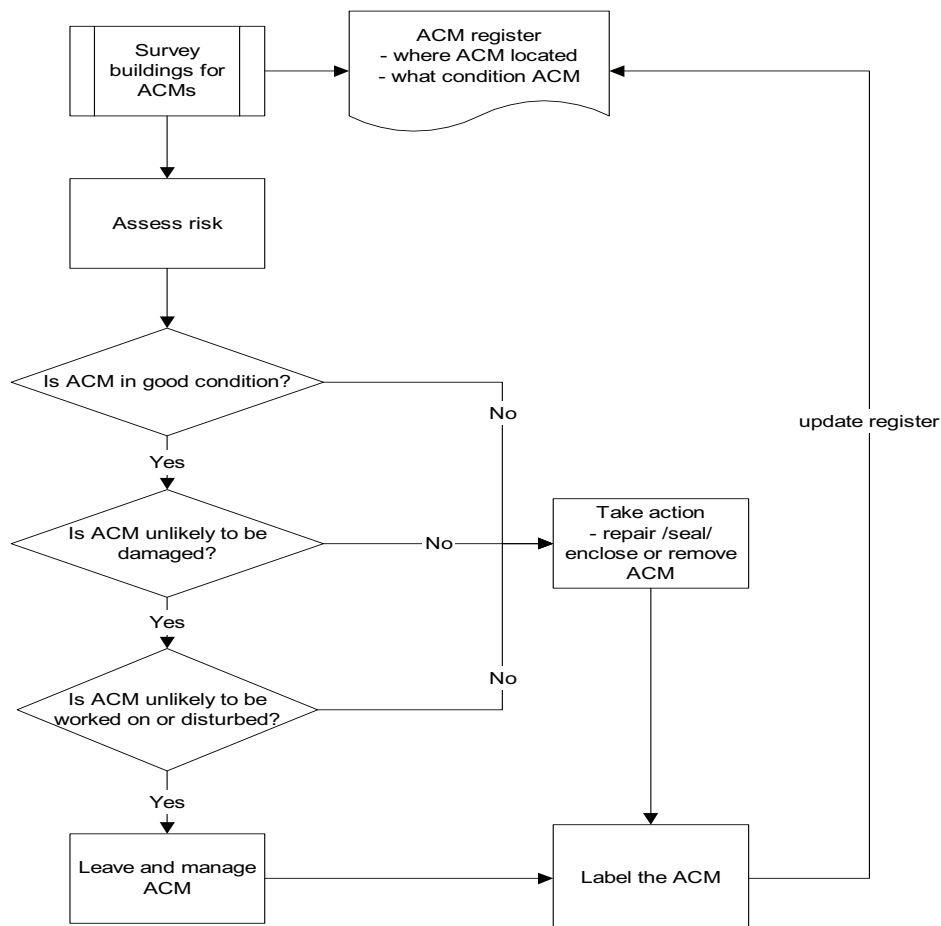 Survey
buildings for
ACMs
ACM register
- where ACM located
- what condition ACM
Assess risk
Is ACM in good condition?
No
Yes
update register
Is ACM unlikely to be
damaged?
No
Take action
- repair /seal/
enclose or remove
ACM
Yes
Is ACM unlikely to be
worked on or disturbed?
No
Yes
Leave and manage
ACM
Label the ACM